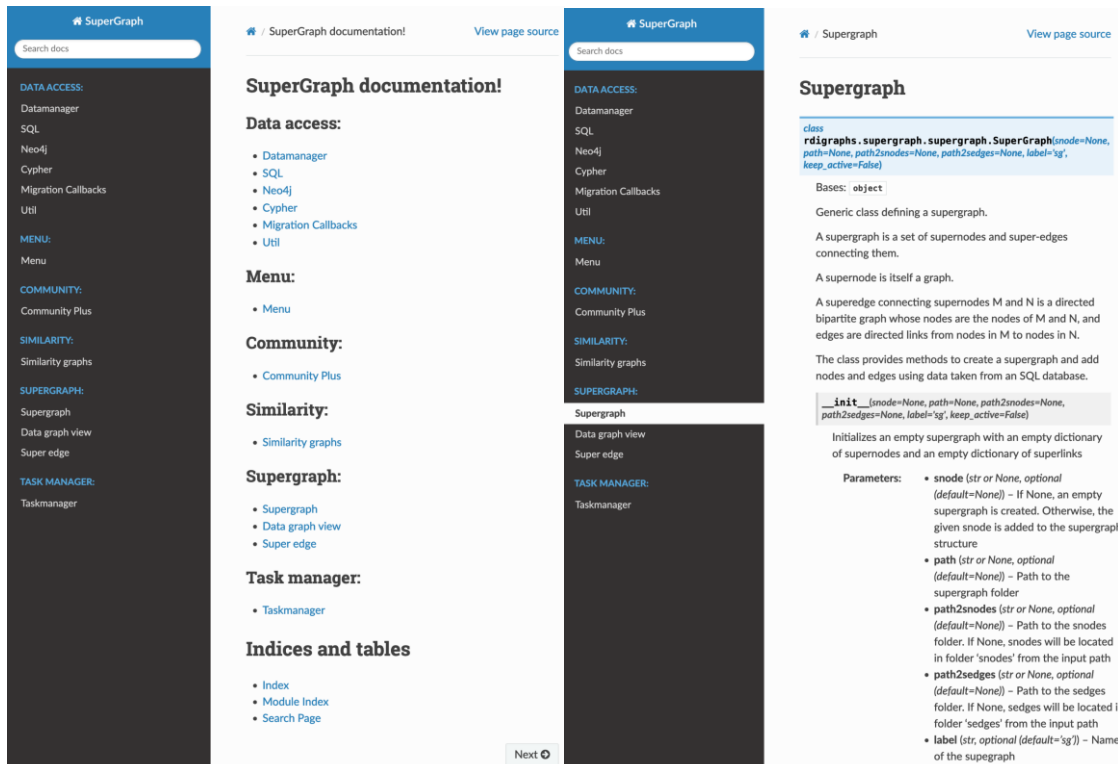 SuperGraph
Search docs
DATA ACCESS:
Datamanager
SQL
Neo4j
Cypher
Migration Callbacks
Util
MENU:
Menu
COMMUNITY:
Community Plus
SIMILARITY:
Similarity graphs
SUPERGRAPH:
Supergraph
Data graph view
Super edge
TASK MANAGER:
Taskmanager
/ SuperGraph documentation!
View page source
SuperGraph documentation!
Data access:
• Datamanager
• SQL
• Neo4j
• Cypher
• Migration Callbacks
• Util
Menu:
• Menu
Community:
• Community Plus
Similarity:
• Similarity graphs
Supergraph:
• Supergraph
• Data graph view
• Super edge
Task manager:
• Taskmanager
Indices and tables
• Index
• Module Index
• Search Page
Next
SuperGraph
Search docs
DATA ACCESS:
Datamanager
SQL
Neo4j
Cypher
Migration Callbacks
Util
MENU:
Menu
COMMUNITY:
Community Plus
SIMILARITY:
Similarity graphs
SUPERGRAPH:
Supergraph
Data graph view
Super edge
TASK MANAGER:
Taskmanager
/ Supergraph
View page source
Supergraph
class
rdigraphs.supergraph.supergraph.SuperGraph(snode=None,
path=None, path2snodes=None, path2sedges=None, label='sg',
keep_active=False)
Bases: object
Generic class defining a supergraph.
A supergraph is a set of supernodes and super-edges
connecting them.
A supernode is itself a graph.
A superedge connecting supernodes M and N is a directed
bipartite graph whose nodes are the nodes of M and N, and
edges are directed links from nodes in M to nodes in N.
The class provides methods to create a supergraph and add
nodes and edges using data taken from an SQL database.
__init__(snode=None, path=None, path2snodes=None,
path2sedges=None, label='sg', keep_active=False)
Initializes an empty supergraph with an empty dictionary
of supernodes and an empty dictionary of superlinks
Parameters:
• snode (str or None, optional
(default=None)) – If None, an empty
supergraph is created. Otherwise, the
given snode is added to the supergraph
structure
• path (str or None, optional
(default=None)) – Path to the
supergraph folder
• path2snodes (str or None, optional
(default=None)) – Path to the snodes
folder. If None, snodes will be located
in folder 'snodes' from the input path
• path2sedges (str or None, optional
(default=None)) – Path to the sedges
folder. If None, sedges will be located i
folder 'sedges' from the input path
• label (str, optional (default='sg')) – Name
of the supegraph